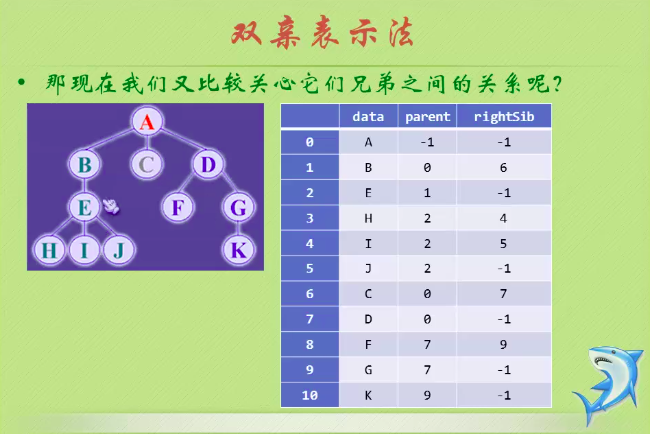 双亲表示法
• 那现在我们又比较关心它们兄弟之间的关系呢?
A
B C D
E F G
H I J K
data parent rightSib
0 A -1 -1
1 B 0 6
2 E 1 -1
3 H 2 4
4 I 2 5
5 J 2 -1
6 C 0 7
7 D 0 -1
8 F 7 9
9 G 7 -1
10 K 9 -1